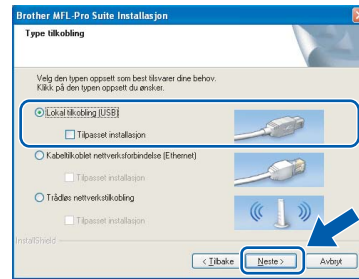 Brother MFL-Pro Suite Installasjon
Type tilkobling
Velg den typen oppsett som best tilsvarer dine behov.
Klikk på den typen oppsett du ønsker.
Lokal tilkobling (USB)
Tilpasset installasjon
Kabeltilkoblet nettverksforbindelse (Ethernet)
Tilpasset installasjon
Trådløs nettverkstilkobling
Tilpasset installasjon
InstallShield
< Tilbake Neste > Avbryt